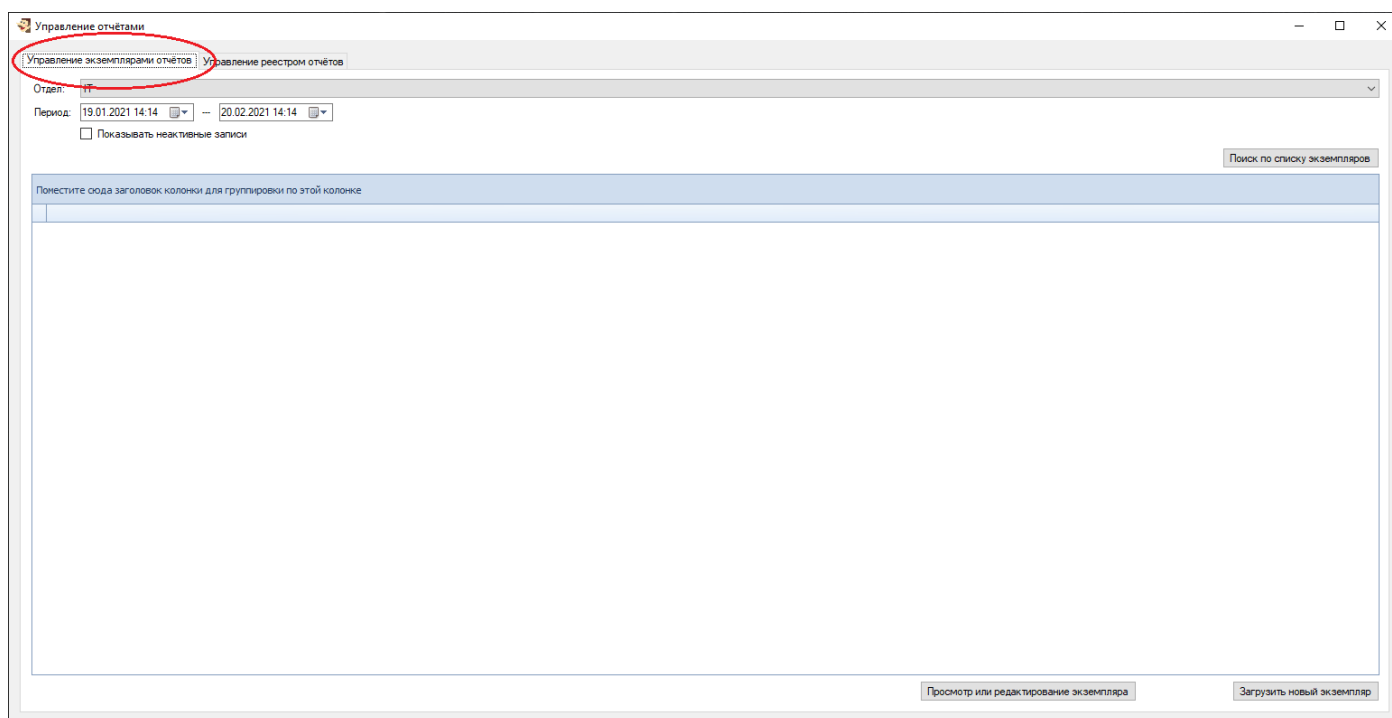 Управление отчётами
Управление экземплярами отчётов Управление реестром отчётов
Отдел: IT
Период: 19.01.2021 14:14 — 20.02.2021 14:14
Показывать неактивные записи
Поиск по списку экземпляров
Поместите сюда заголовок колонки для группировки по этой колонке
Просмотр или редактирование экземпляра Загрузить новый экземпляр